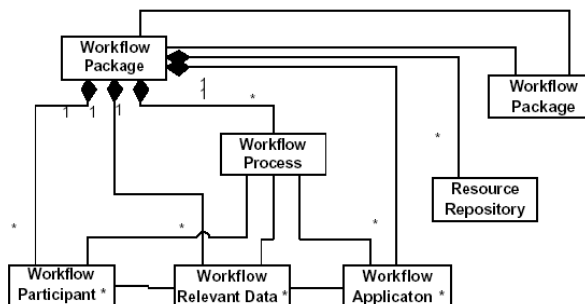 Workflow
Package
1
1
1
1
1
*
Workflow
Package
Workflow
Process
*
Resource
Repository
*
*
*
Workflow
Participant *
Workflow
Relevant Data *
Workflow
Applicaton *